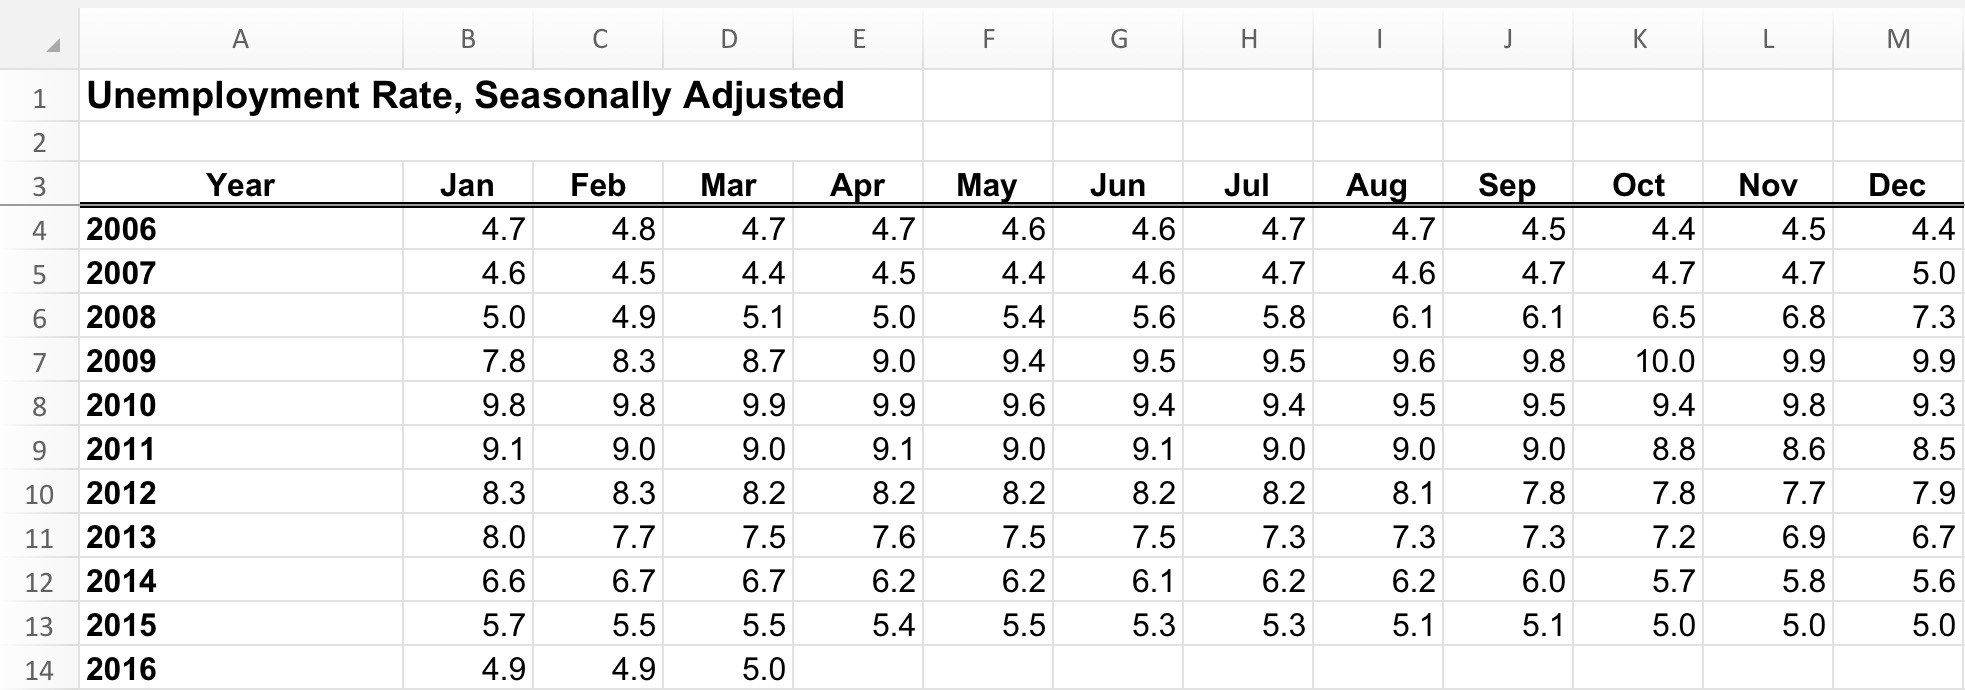 A B C D E F G H I J K L M
1 Unemployment Rate, Seasonally Adjusted
2
3 Year Jan Feb Mar Apr May Jun Jul Aug Sep Oct Nov Dec
4 2006 4.7 4.8 4.7 4.7 4.6 4.6 4.7 4.7 4.5 4.4 4.5 4.4
5 2007 4.6 4.5 4.4 4.5 4.4 4.6 4.7 4.6 4.7 4.7 4.7 5.0
6 2008 5.0 4.9 5.1 5.0 5.4 5.6 5.8 6.1 6.1 6.5 6.8 7.3
7 2009 7.8 8.3 8.7 9.0 9.4 9.5 9.5 9.6 9.8 10.0 9.9 9.9
8 2010 9.8 9.8 9.9 9.9 9.6 9.4 9.4 9.5 9.5 9.4 9.8 9.3
9 2011 9.1 9.0 9.0 9.1 9.0 9.1 9.0 9.0 9.0 8.8 8.6 8.5
10 2012 8.3 8.3 8.2 8.2 8.2 8.2 8.2 8.1 7.8 7.8 7.7 7.9
11 2013 8.0 7.7 7.5 7.6 7.5 7.5 7.3 7.3 7.3 7.2 6.9 6.7
12 2014 6.6 6.7 6.7 6.2 6.2 6.1 6.2 6.2 6.0 5.7 5.8 5.6
13 2015 5.7 5.5 5.5 5.4 5.5 5.3 5.3 5.1 5.1 5.0 5.0 5.0
14 2016 4.9 4.9 5.0